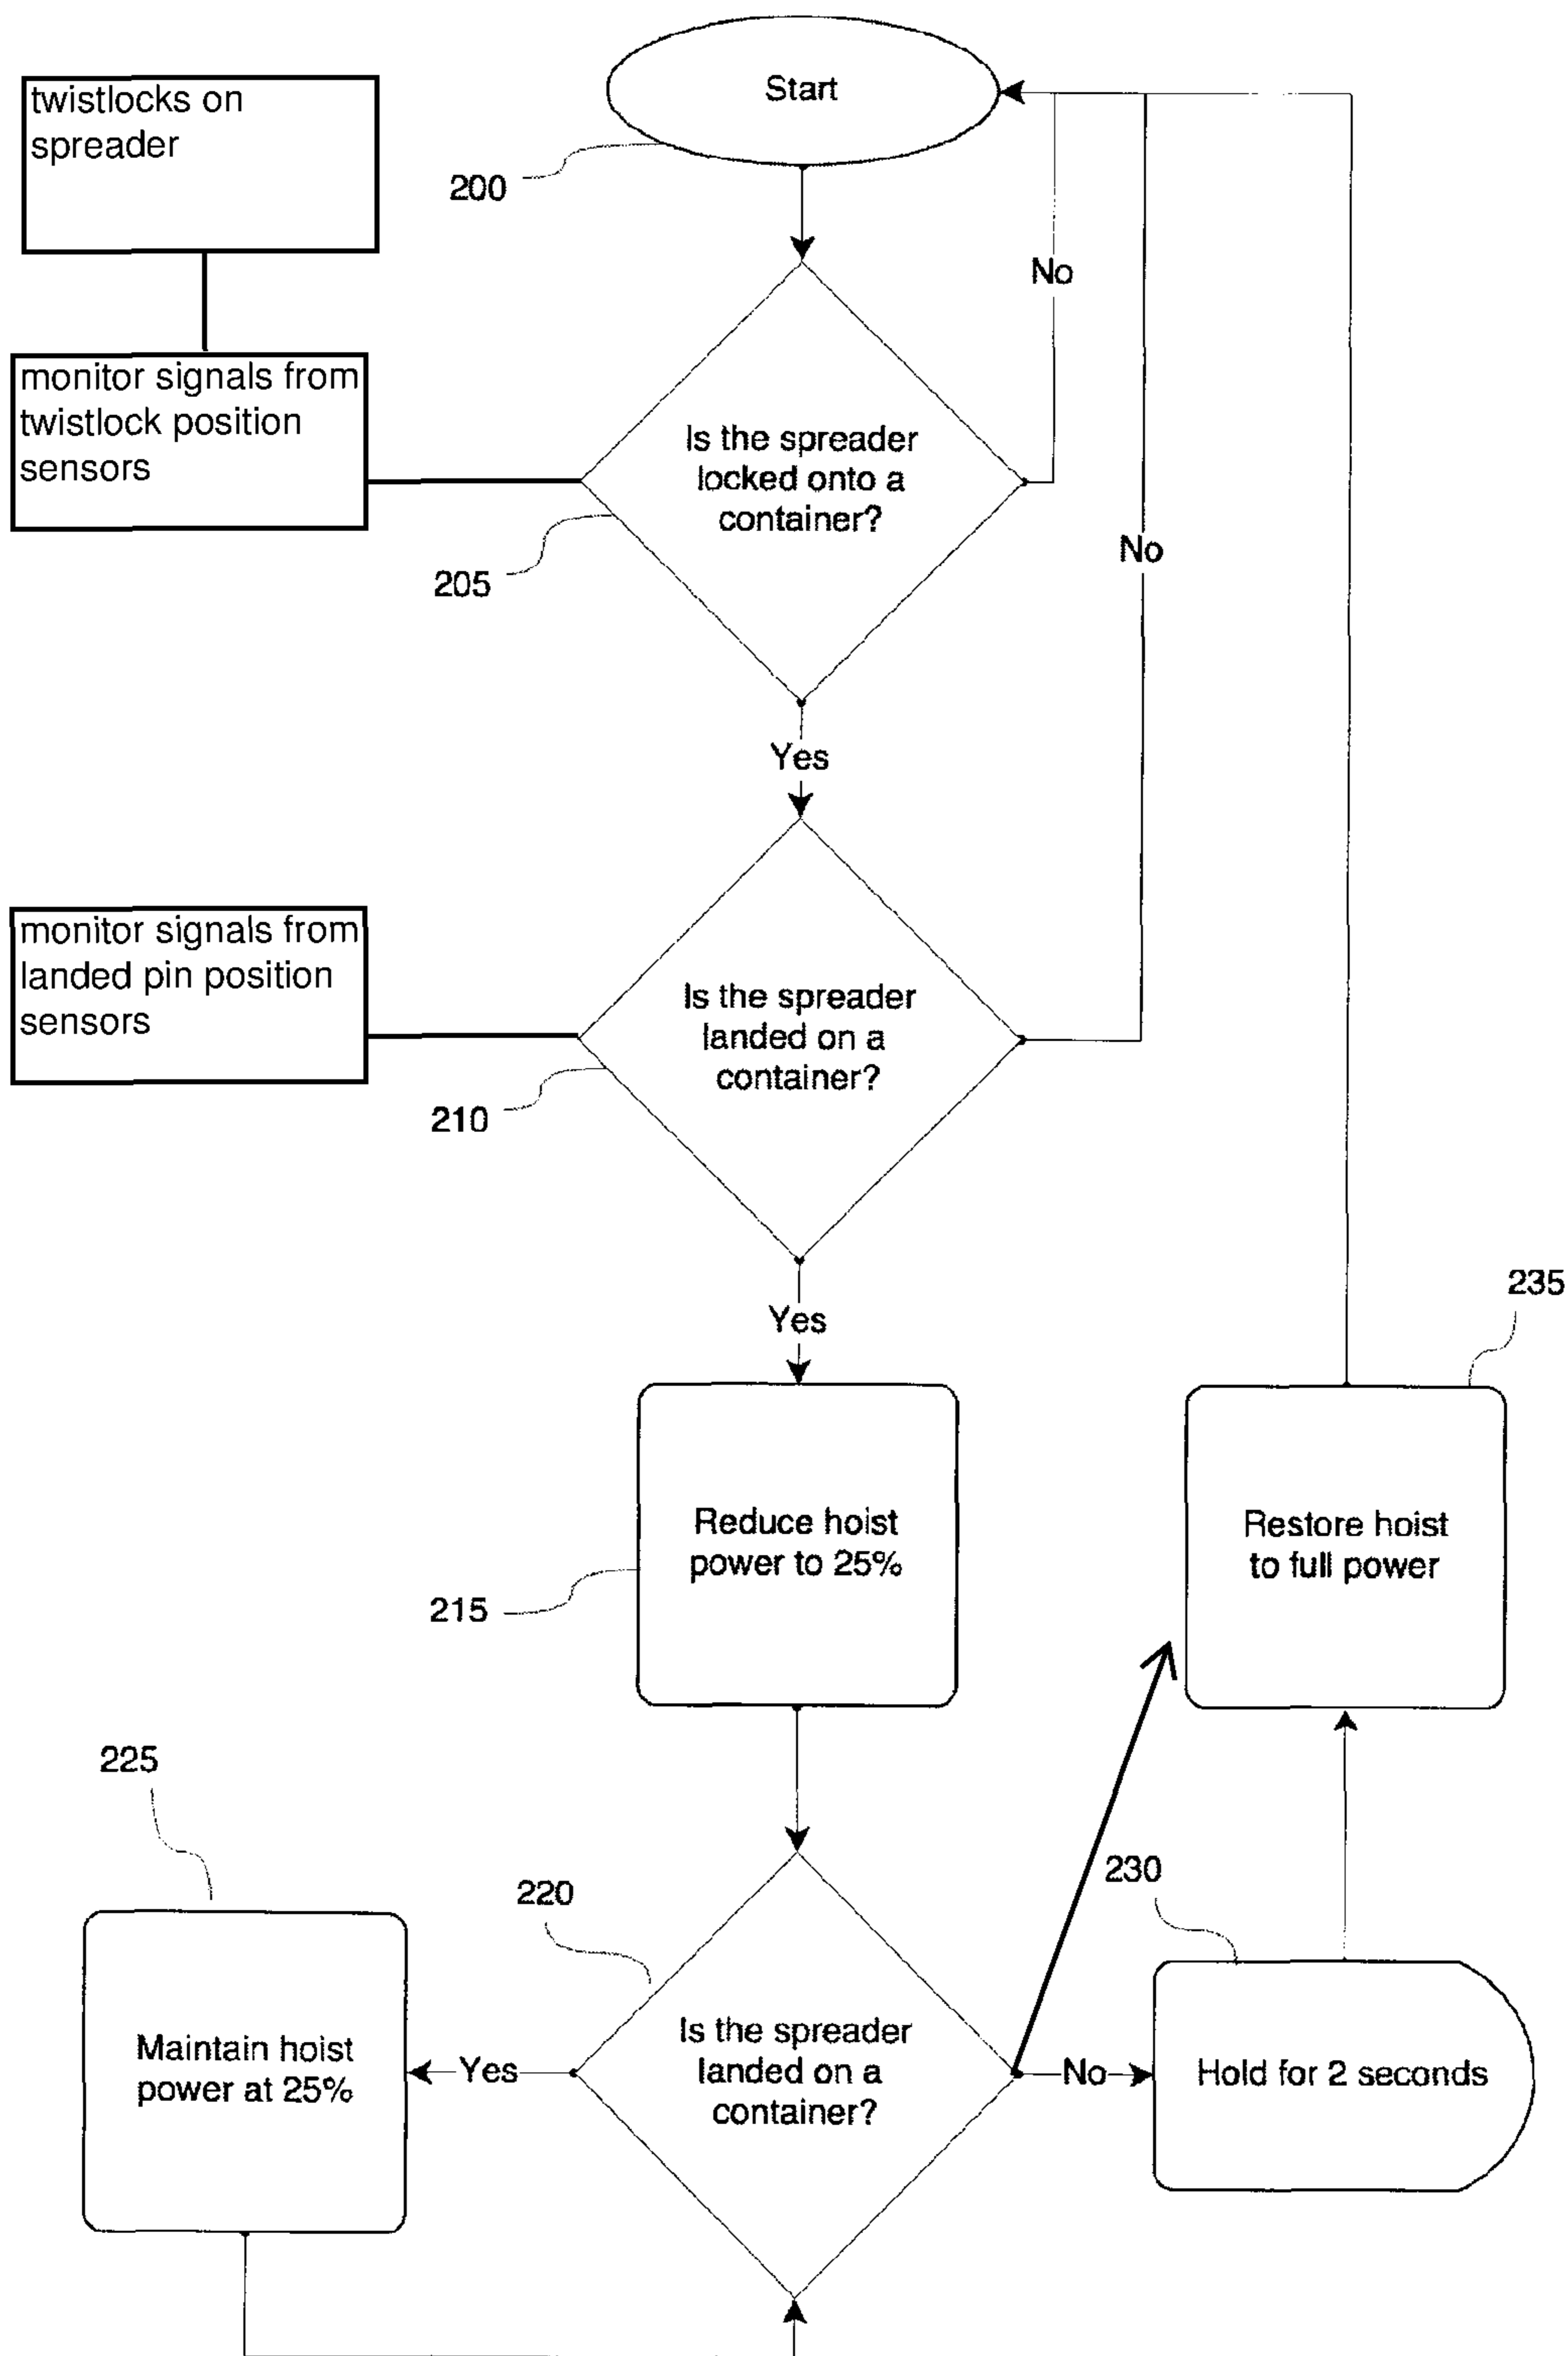 Start
twistlocks on
spreader
200
No
monitor signals from
twistlock position
sensors
Is the spreader
locked onto a
container?
No
205
Yes
monitor signals from
landed pin position
sensors
Is the spreader
landed on a
container?
210
Yes
235
Reduce hoist
power to 25%
Restore hoist
to full power
215
225
220
230
Maintain hoist
power at 25%
Yes
Is the spreader
landed on a
container?
No
Hold for 2 seconds